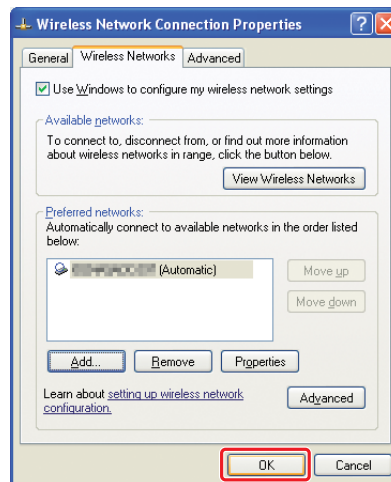 Wireless Network Connection Properties
General Wireless Networks Advanced
Use Windows to configure my wireless network settings
Available networks:
To connect to, disconnect from, or find out more information
about wireless networks in range, click the button below.
View Wireless Networks
Preferred networks:
Automatically connect to available networks in the order listed
below:
(Automatic)
Move up
Move down
Add... Remove Properties
Learn about setting up wireless network
configuration.
Advanced
OK Cancel